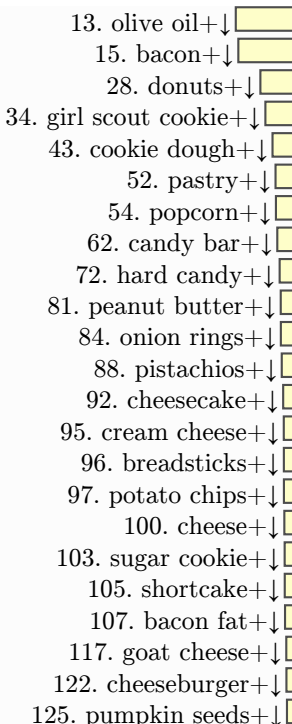 13. olive oil+↓
15. bacon+↓
28. donuts+↓
34. girl scout cookie+↓
43. cookie dough+↓
52. pastry+↓
54. popcorn+↓
62. candy bar+↓
72. hard candy+↓
81. peanut butter+↓
84. onion rings+↓
88. pistachios+↓
92. cheesecake+↓
95. cream cheese+↓
96. breadsticks+↓
97. potato chips+↓
100. cheese+↓
103. sugar cookie+↓
105. shortcake+↓
107. bacon fat+↓
117. goat cheese+↓
122. cheeseburger+↓
125. pumpkin seeds+↓